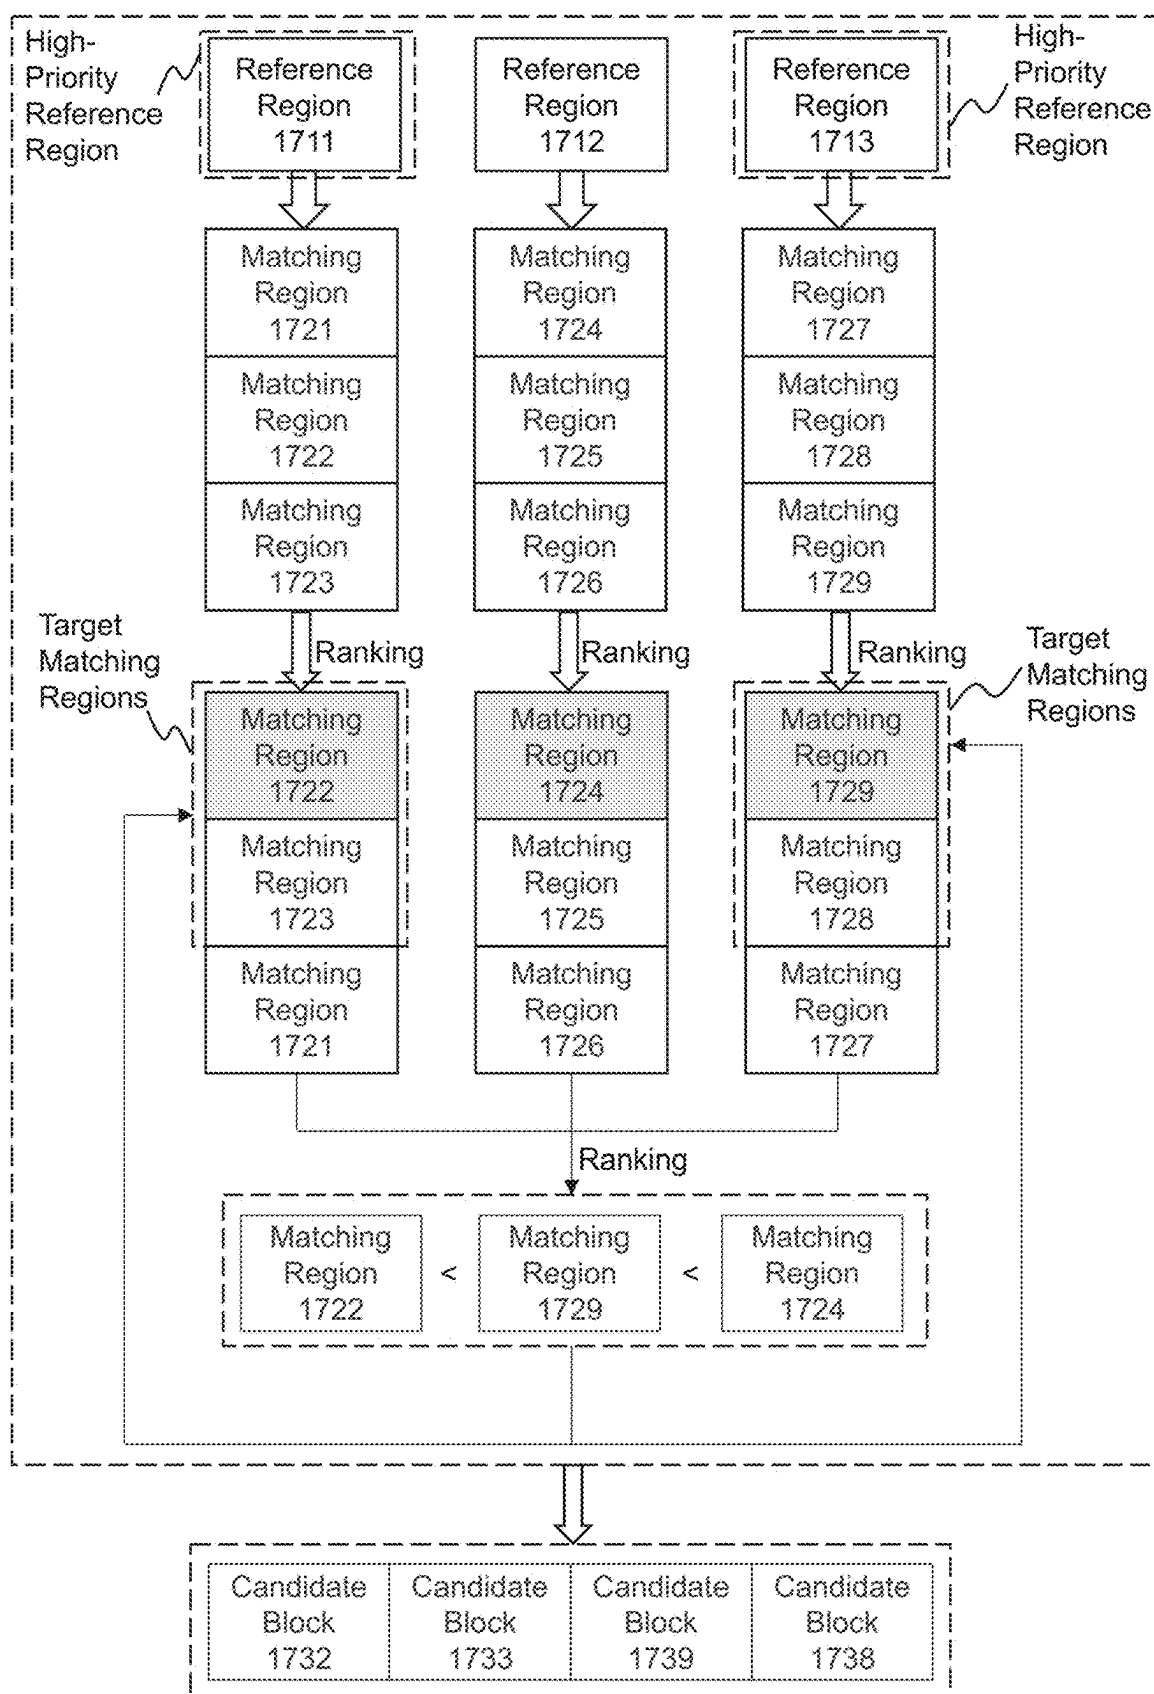 High-
Priority
Reference
Region
Reference
Region
1711
Reference
Region
1712
Reference
Region
1713
High-
Priority
Reference
Region
Matching
Region
1721
Matching
Region
1724
Matching
Region
1727
Matching
Region
1722
Matching
Region
1725
Matching
Region
1728
Matching
Region
1723
Matching
Region
1726
Matching
Region
1729
Target
Matching
Regions
Ranking
Ranking
Ranking
Target
Matching
Regions
Matching
Region
1722
Matching
Region
1724
Matching
Region
1729
Matching
Region
1723
Matching
Region
1725
Matching
Region
1728
Matching
Region
1721
Matching
Region
1726
Matching
Region
1727
Ranking
Matching
Region
1722
<
Matching
Region
1729
<
Matching
Region
1724
Candidate
Block
1732
Candidate
Block
1733
Candidate
Block
1739
Candidate
Block
1738